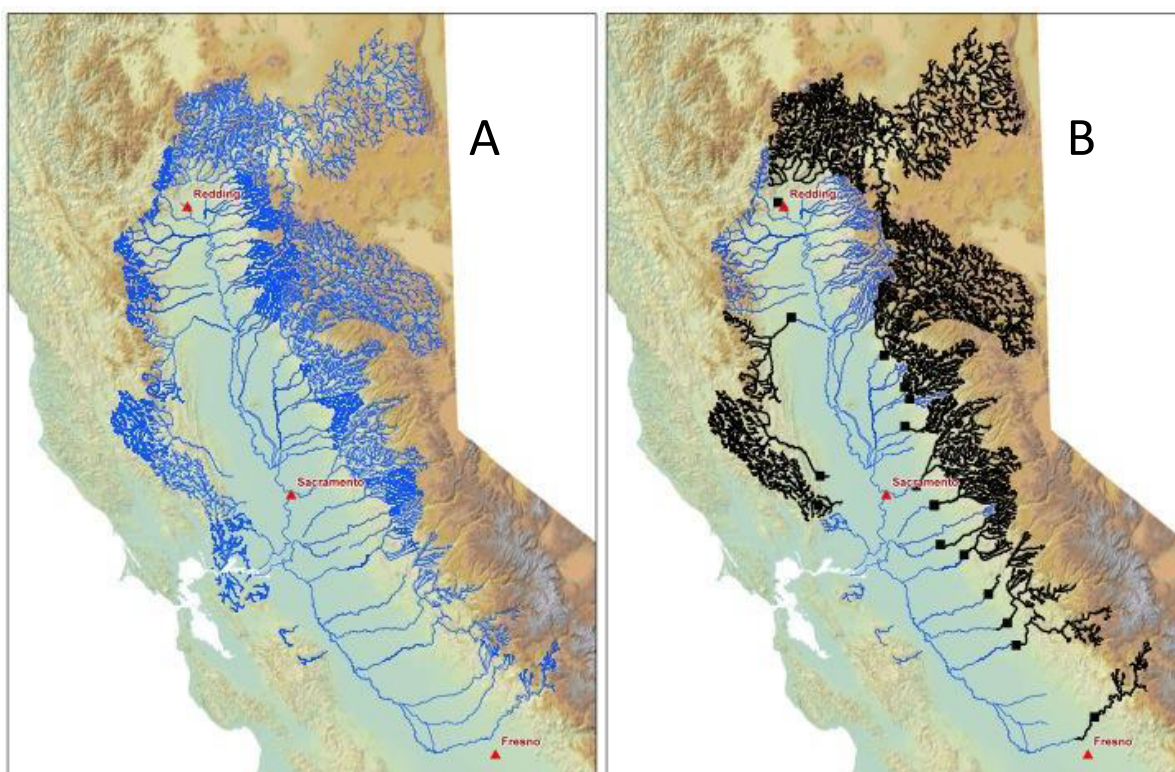 A
Redding
Sacramento
Fresno
B
Redding
Sacramento
Fresno